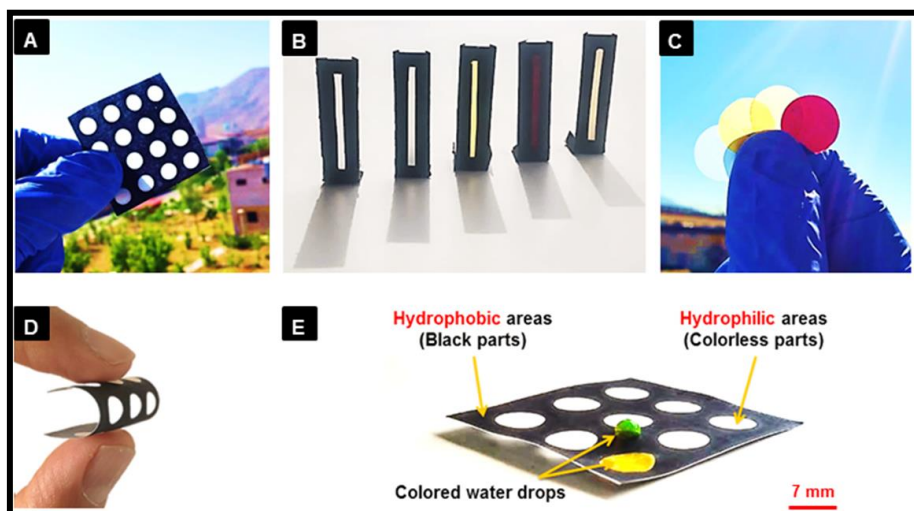 A
B
C
D
E
Hydrophobic areas
(Black parts)
Hydrophilic areas
(Colorless parts)
Colored water drops
7 mm